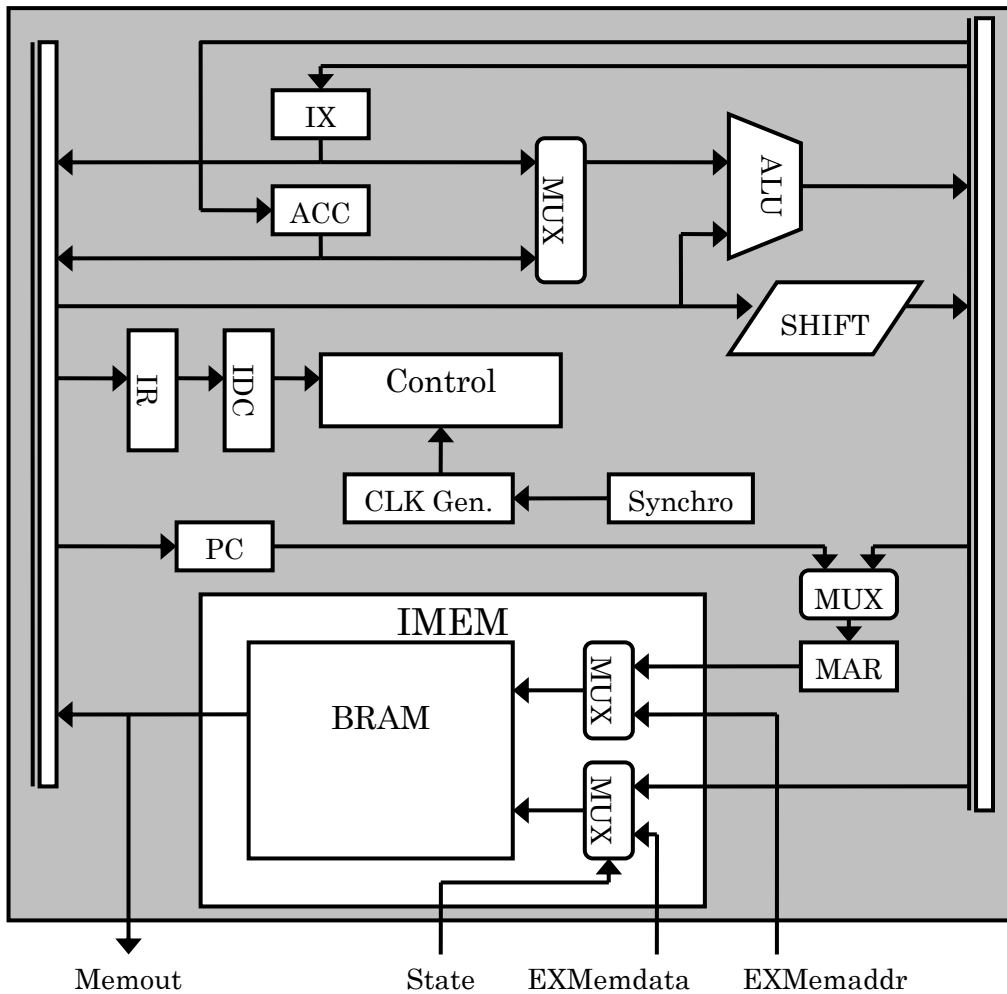 IX
MUX
ALU
ACC
SHIFT
IR
IDC
Control
CLK Gen.
Synchro
PC
MUX
IMEM
MAR
MUX
BRAM
MUX
Memout
State
EXMemdata
EXMemaddr